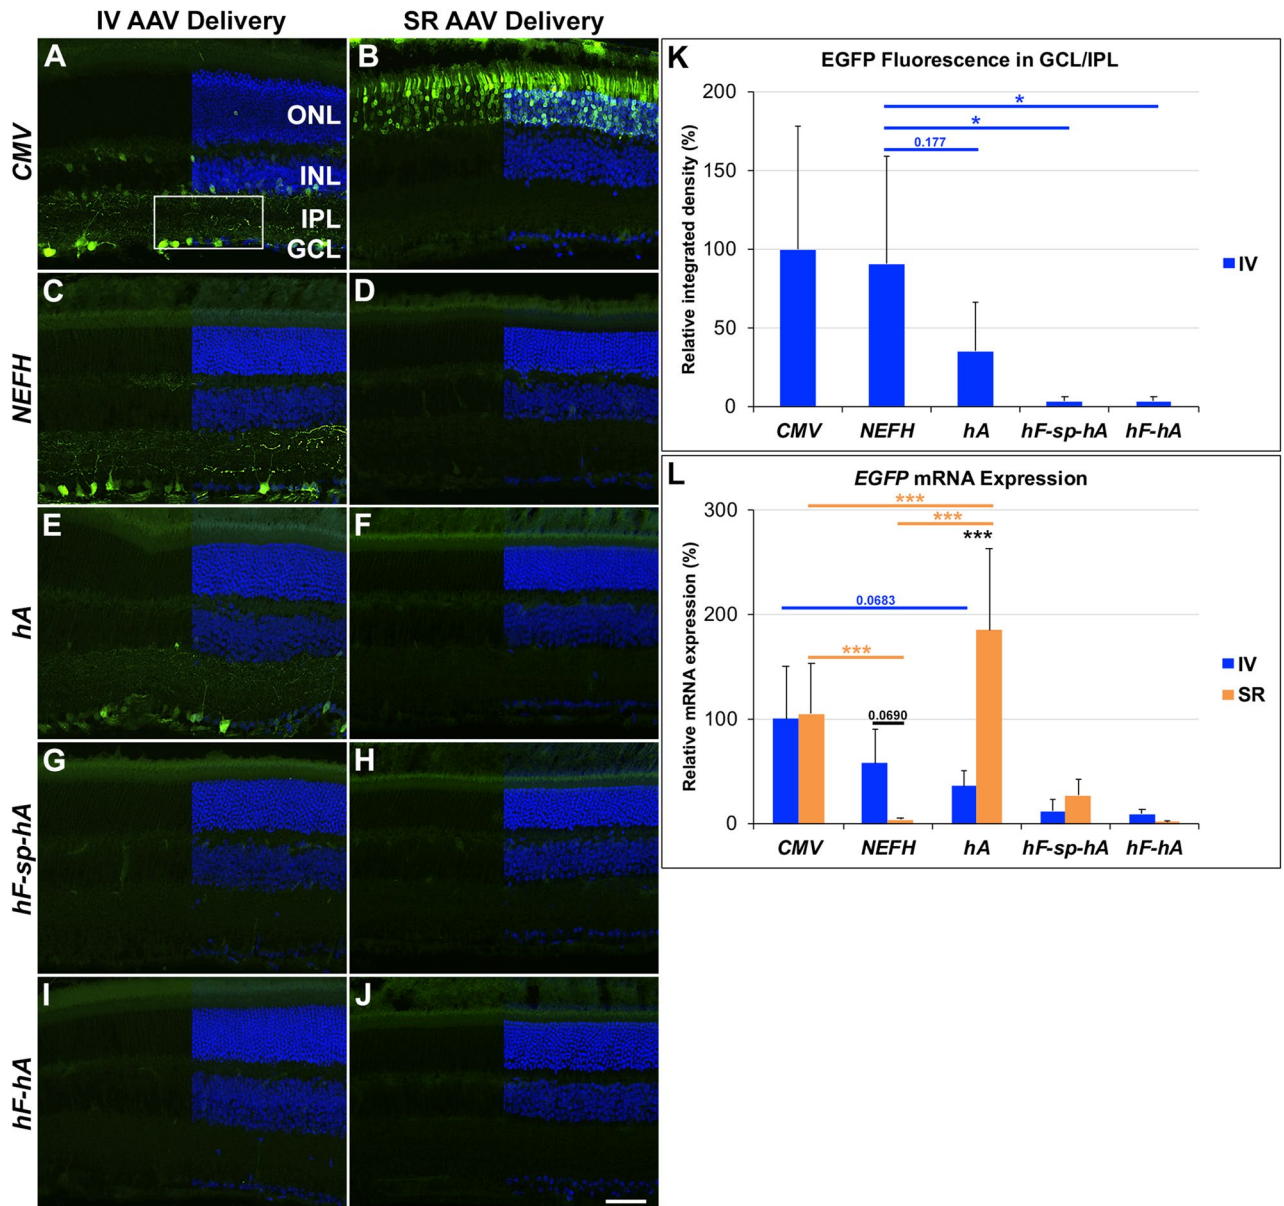 IV AAV Delivery
SR AAV Delivery
CMV
A
ONL
INL
IPL
GCL
B
NEFH
C
D
hA
E
F
hF-sp-hA
G
H
hF-hA
I
J
K
EGFP Fluorescence in GCL/IPL
Relative integrated density (%)
200
150
100
50
0
*
*
0.177
CMV NEFH hA hF-sp-hA hF-hA
IV
L
EGFP mRNA Expression
Relative mRNA expression (%)
300
200
100
0
***
***
***
0.0683
***
0.0690
CMV NEFH hA hF-sp-hA hF-hA
IV
SR